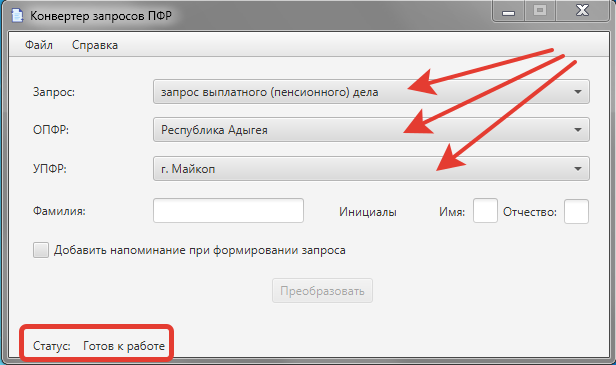 Конвертер запросов ПФР
Файл Справка
Запрос: запрос выплатного (пенсионного) дела
ОПФР: Республика Адыгея
УПФР: г. Майкоп
Фамилия: Инициалы Имя: Отчество:
Добавить напоминание при формировании запроса
Преобразовать
Статус: Готов к работе